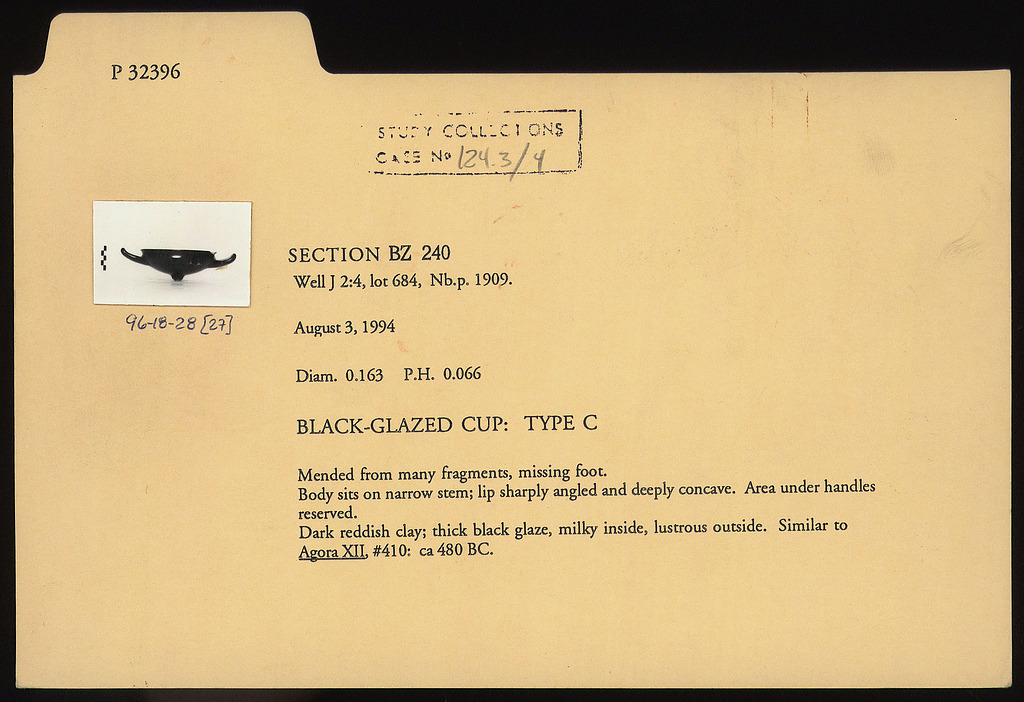 P 32396
STUDY COLLECTIONS
CASE No 124.3/4
SECTION BZ 240
Well J 2:4, lot 684, Nb.p. 1909.
96-18-28 [27]
August 3, 1994
Diam. 0.163 P.H. 0.066
BLACK-GLAZED CUP: TYPE C
Mended from many fragments, missing foot.
Body sits on narrow stem; lip sharply angled and deeply concave. Area under handles
reserved.
Dark reddish clay; thick black glaze, milky inside, lustrous outside. Similar to
Agora XII, #410: ca 480 BC.